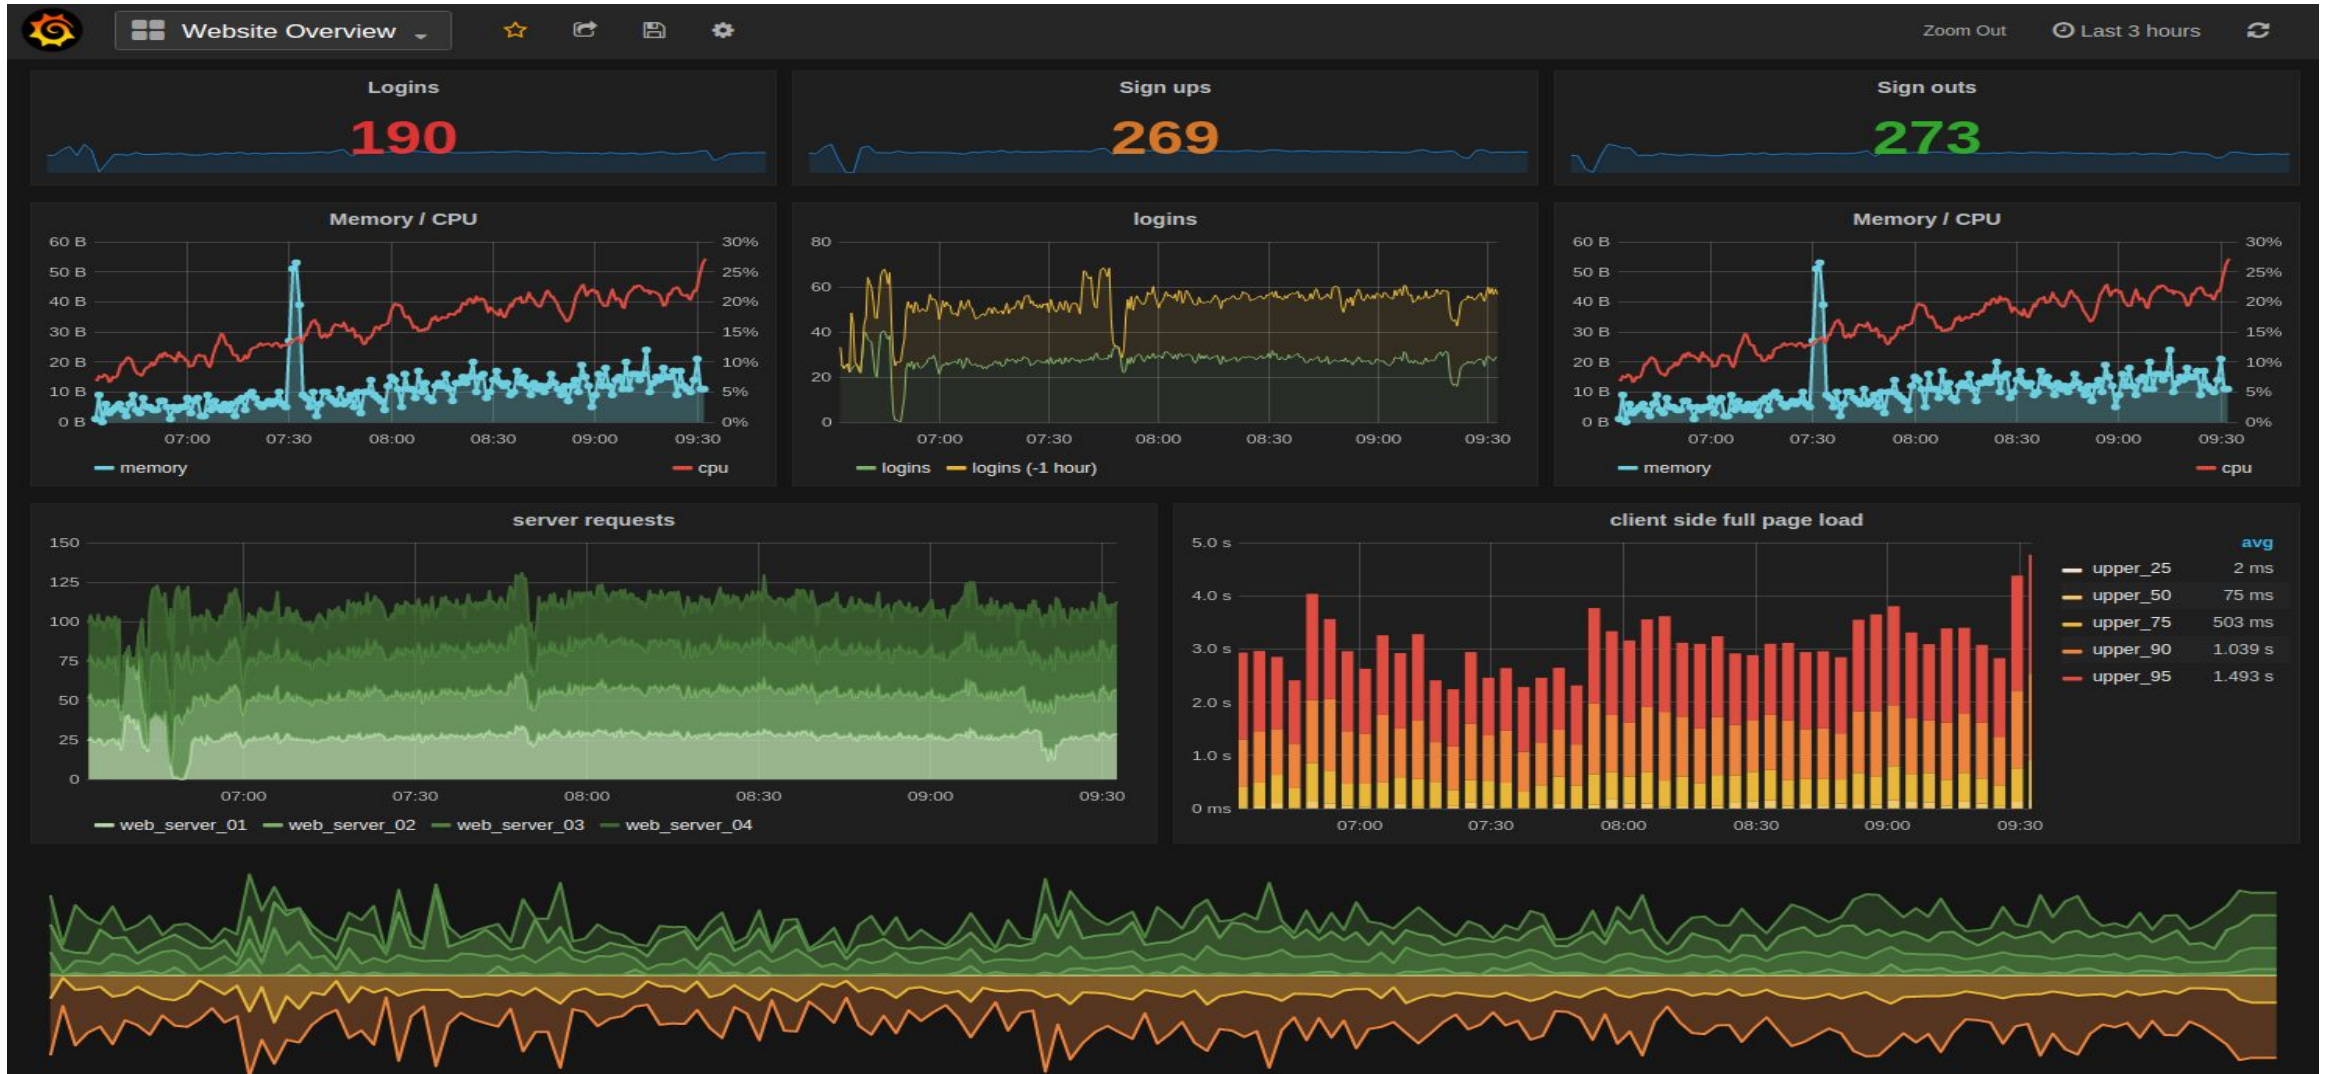 Website Overview
Zoom Out
Last 3 hours
Logins
190
Sign ups
269
Sign outs
273
Memory / CPU
60 B
50 B
40 B
30 B
20 B
10 B
0 B
30%
25%
20%
15%
10%
5%
0%
07:00 07:30 08:00 08:30 09:00 09:30
memory
cpu
logins
80
60
40
20
0
07:00 07:30 08:00 08:30 09:00 09:30
logins logins (-1 hour)
Memory / CPU
60 B
50 B
40 B
30 B
20 B
10 B
0 B
30%
25%
20%
15%
10%
5%
0%
07:00 07:30 08:00 08:30 09:00 09:30
memory
cpu
server requests
150
125
100
75
50
25
0
07:00 07:30 08:00 08:30 09:00 09:30
web_server_01 web_server_02 web_server_03 web_server_04
client side full page load
5.0 s
4.0 s
3.0 s
2.0 s
1.0 s
0 ms
07:00 07:30 08:00 08:30 09:00 09:30
avg
upper_25 2 ms
upper_50 75 ms
upper_75 503 ms
upper_90 1.039 s
upper_95 1.493 s